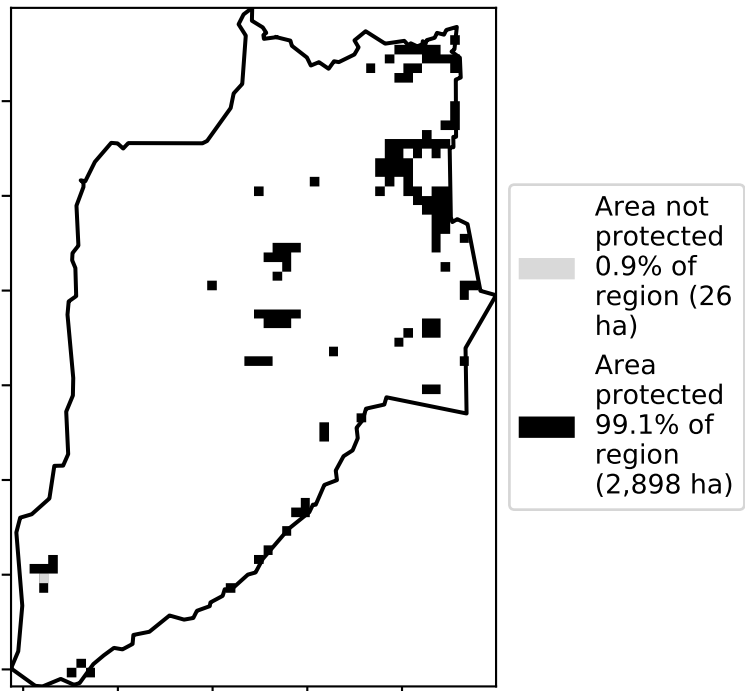 Area not
protected
0.9% of
region (26
ha)
Area
protected
99.1% of
region
(2,898 ha)